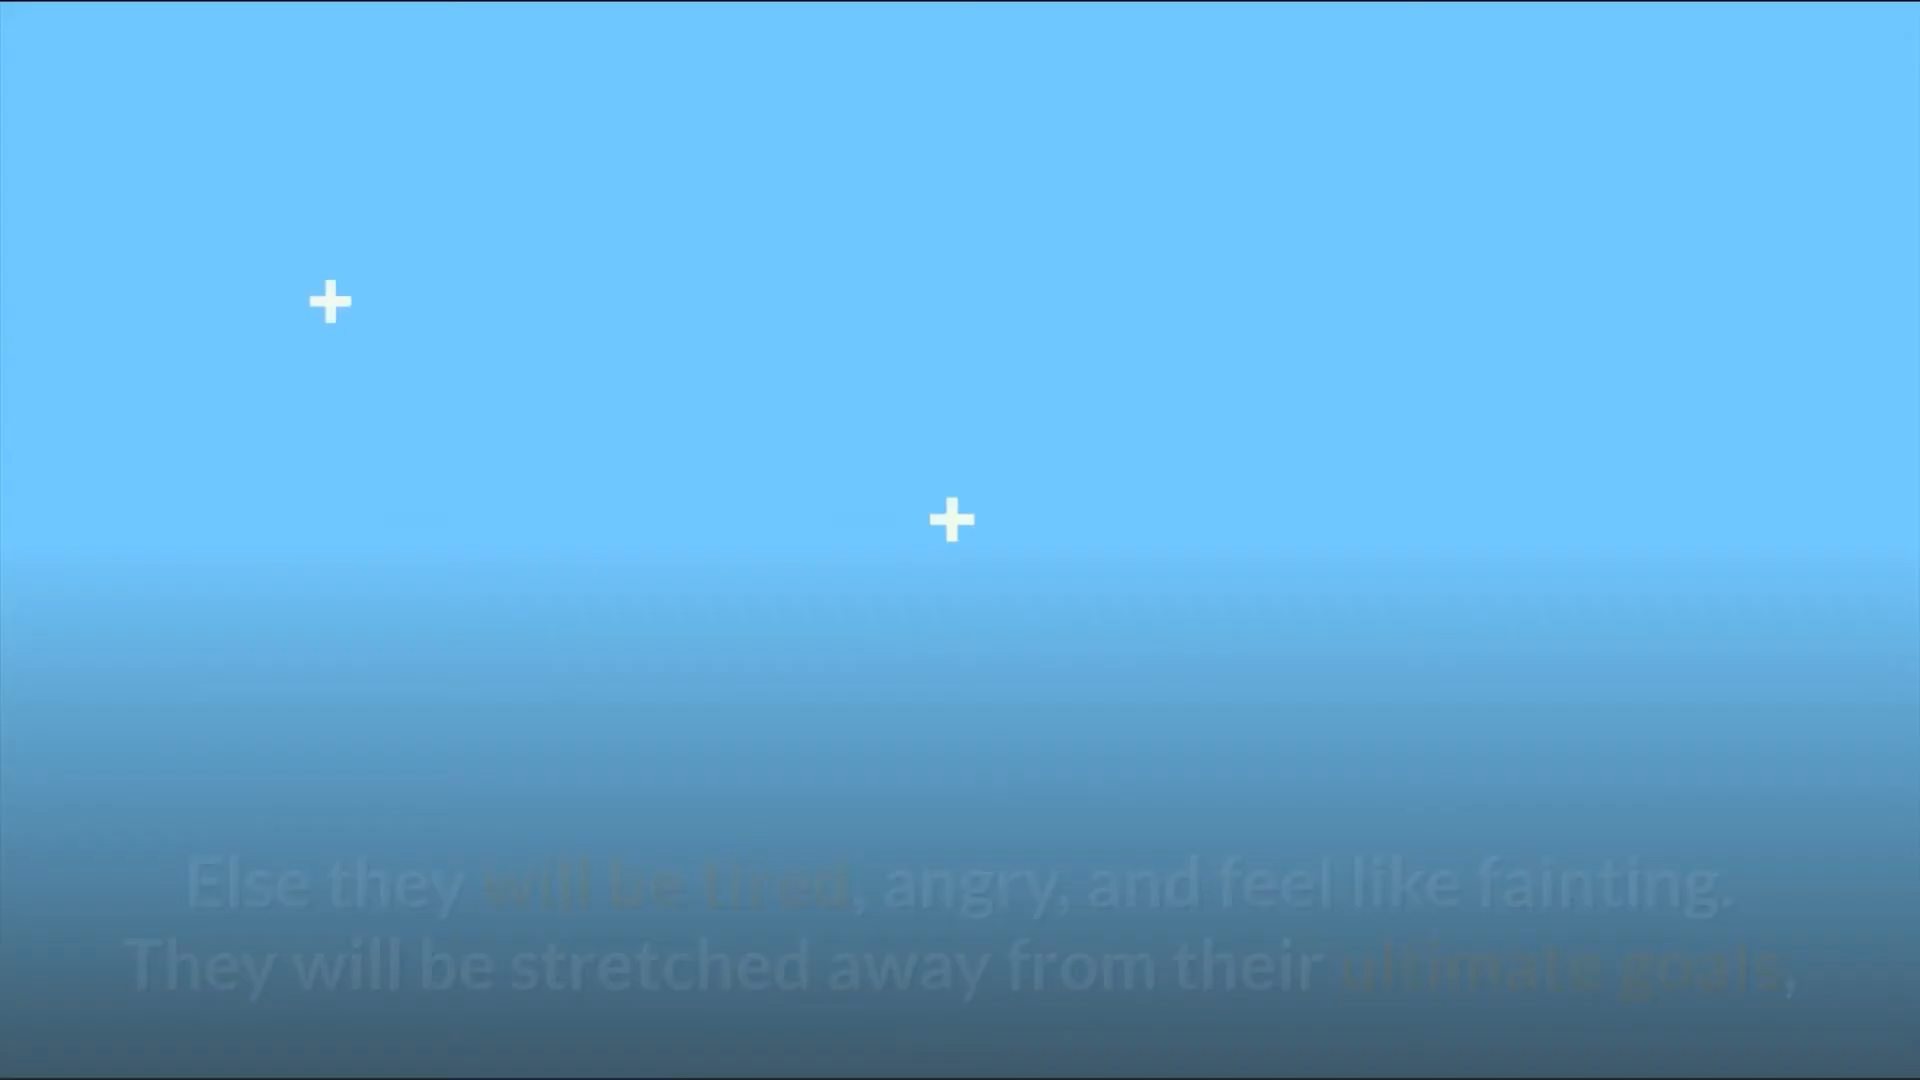 Else they will be tired, angry, and feel like fainting.
They will be stretched away from their ultimate goals,